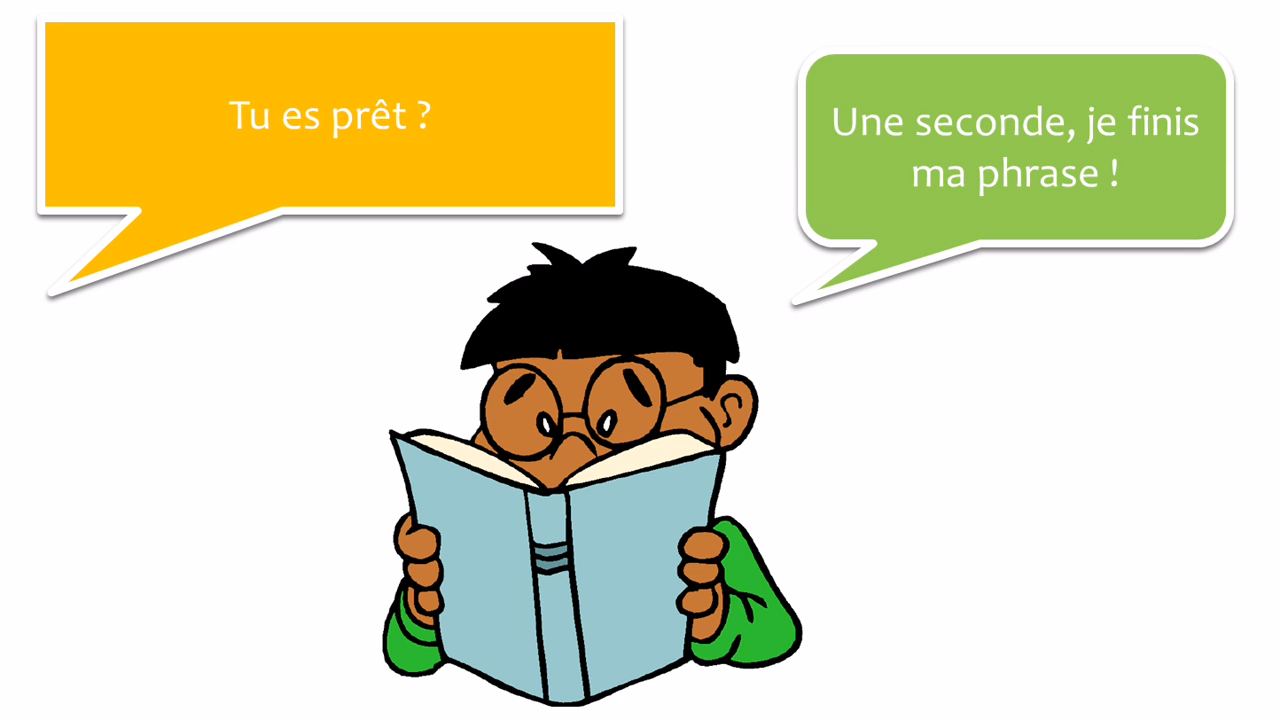 Tu es prêt ?
Une seconde, je finis
ma phrase !